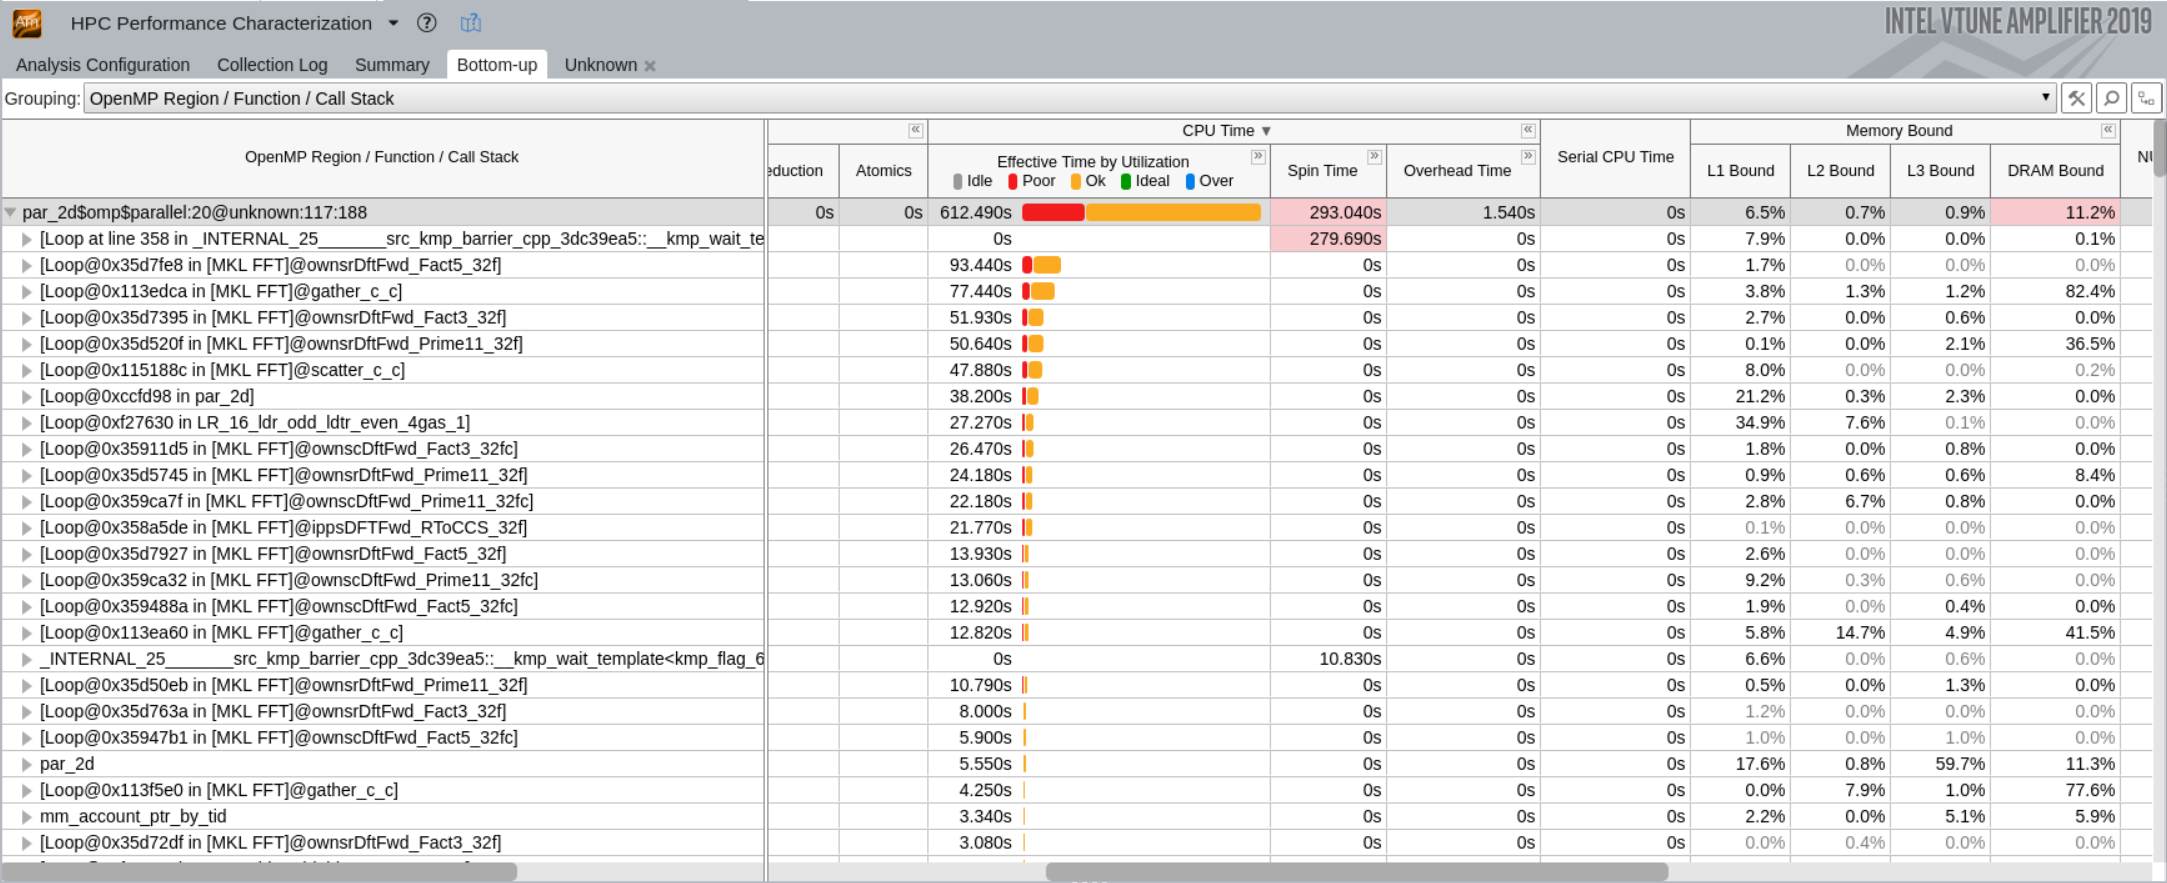 HPC Performance Characterization
INTEL VTUNE AMPLIFIER 2019
Analysis Configuration Collection Log Summary Bottom-up Unknown
Grouping: OpenMP Region / Function / Call Stack
OpenMP Region / Function / Call Stack
CPU Time
Serial CPU Time
Memory Bound
eduction Atomics Effective Time by Utilization Spin Time Overhead Time L1 Bound L2 Bound L3 Bound DRAM Bound NU
Idle Poor Ok Ideal Over
par_2d$omp$parallel:20@unknown:117:188 0s 0s 612.490s 293.040s 1.540s 0s 6.5% 0.7% 0.9% 11.2%
[Loop at line 358 in _INTERNAL_25_______src_kmp_barrier_cpp_3dc39ea5::__kmp_wait_te 0s 279.690s 0s 0s 7.9% 0.0% 0.0% 0.1%
[Loop@0x35d7fe8 in [MKL FFT]@ownsrDftFwd_Fact5_32f] 93.440s 0s 0s 0s 1.7% 0.0% 0.0% 0.0%
[Loop@0x113edca in [MKL FFT]@gather_c_c] 77.440s 0s 0s 0s 3.8% 1.3% 1.2% 82.4%
[Loop@0x35d7395 in [MKL FFT]@ownsrDftFwd_Fact3_32f] 51.930s 0s 0s 0s 2.7% 0.0% 0.6% 0.0%
[Loop@0x35d520f in [MKL FFT]@ownsrDftFwd_Prime11_32f] 50.640s 0s 0s 0s 0.1% 0.0% 2.1% 36.5%
[Loop@0x115188c in [MKL FFT]@scatter_c_c] 47.880s 0s 0s 0s 8.0% 0.0% 0.0% 0.2%
[Loop@0xccfd98 in par_2d] 38.200s 0s 0s 0s 21.2% 0.3% 2.3% 0.0%
[Loop@0xf27630 in LR_16_ldr_odd_ldtr_even_4gas_1] 27.270s 0s 0s 0s 34.9% 7.6% 0.1% 0.0%
[Loop@0x35911d5 in [MKL FFT]@ownscDftFwd_Fact3_32fc] 26.470s 0s 0s 0s 1.8% 0.0% 0.8% 0.0%
[Loop@0x35d5745 in [MKL FFT]@ownsrDftFwd_Prime11_32f] 24.180s 0s 0s 0s 0.9% 0.6% 0.6% 8.4%
[Loop@0x359ca7f in [MKL FFT]@ownscDftFwd_Prime11_32fc] 22.180s 0s 0s 0s 2.8% 6.7% 0.8% 0.0%
[Loop@0x358a5de in [MKL FFT]@ippsDFTFwd_RToCCS_32f] 21.770s 0s 0s 0s 0.1% 0.0% 0.0% 0.0%
[Loop@0x35d7927 in [MKL FFT]@ownsrDftFwd_Fact5_32f] 13.930s 0s 0s 0s 2.6% 0.0% 0.0% 0.0%
[Loop@0x359ca32 in [MKL FFT]@ownscDftFwd_Prime11_32fc] 13.060s 0s 0s 0s 9.2% 0.3% 0.6% 0.0%
[Loop@0x359488a in [MKL FFT]@ownscDftFwd_Fact5_32fc] 12.920s 0s 0s 0s 1.9% 0.0% 0.4% 0.0%
[Loop@0x113ea60 in [MKL FFT]@gather_c_c] 12.820s 0s 0s 0s 5.8% 14.7% 4.9% 41.5%
_INTERNAL_25_______src_kmp_barrier_cpp_3dc39ea5::__kmp_wait_template<kmp_flag_6 0s 10.830s 0s 0s 6.6% 0.0% 0.6% 0.0%
[Loop@0x35d50eb in [MKL FFT]@ownsrDftFwd_Prime11_32f] 10.790s 0s 0s 0s 0.5% 0.0% 1.3% 0.0%
[Loop@0x35d763a in [MKL FFT]@ownsrDftFwd_Fact3_32f] 8.000s 0s 0s 0s 1.2% 0.0% 0.0% 0.0%
[Loop@0x35947b1 in [MKL FFT]@ownscDftFwd_Fact5_32fc] 5.900s 0s 0s 0s 1.0% 0.0% 1.0% 0.0%
par_2d 5.550s 0s 0s 0s 17.6% 0.8% 59.7% 11.3%
[Loop@0x113f5e0 in [MKL FFT]@gather_c_c] 4.250s 0s 0s 0s 0.0% 7.9% 1.0% 77.6%
mm_account_ptr_by_tid 3.340s 0s 0s 0s 2.2% 0.0% 5.1% 5.9%
[Loop@0x35d72df in [MKL FFT]@ownsrDftFwd_Fact3_32f] 3.080s 0s 0s 0s 0.0% 0.4% 0.0% 0.0%